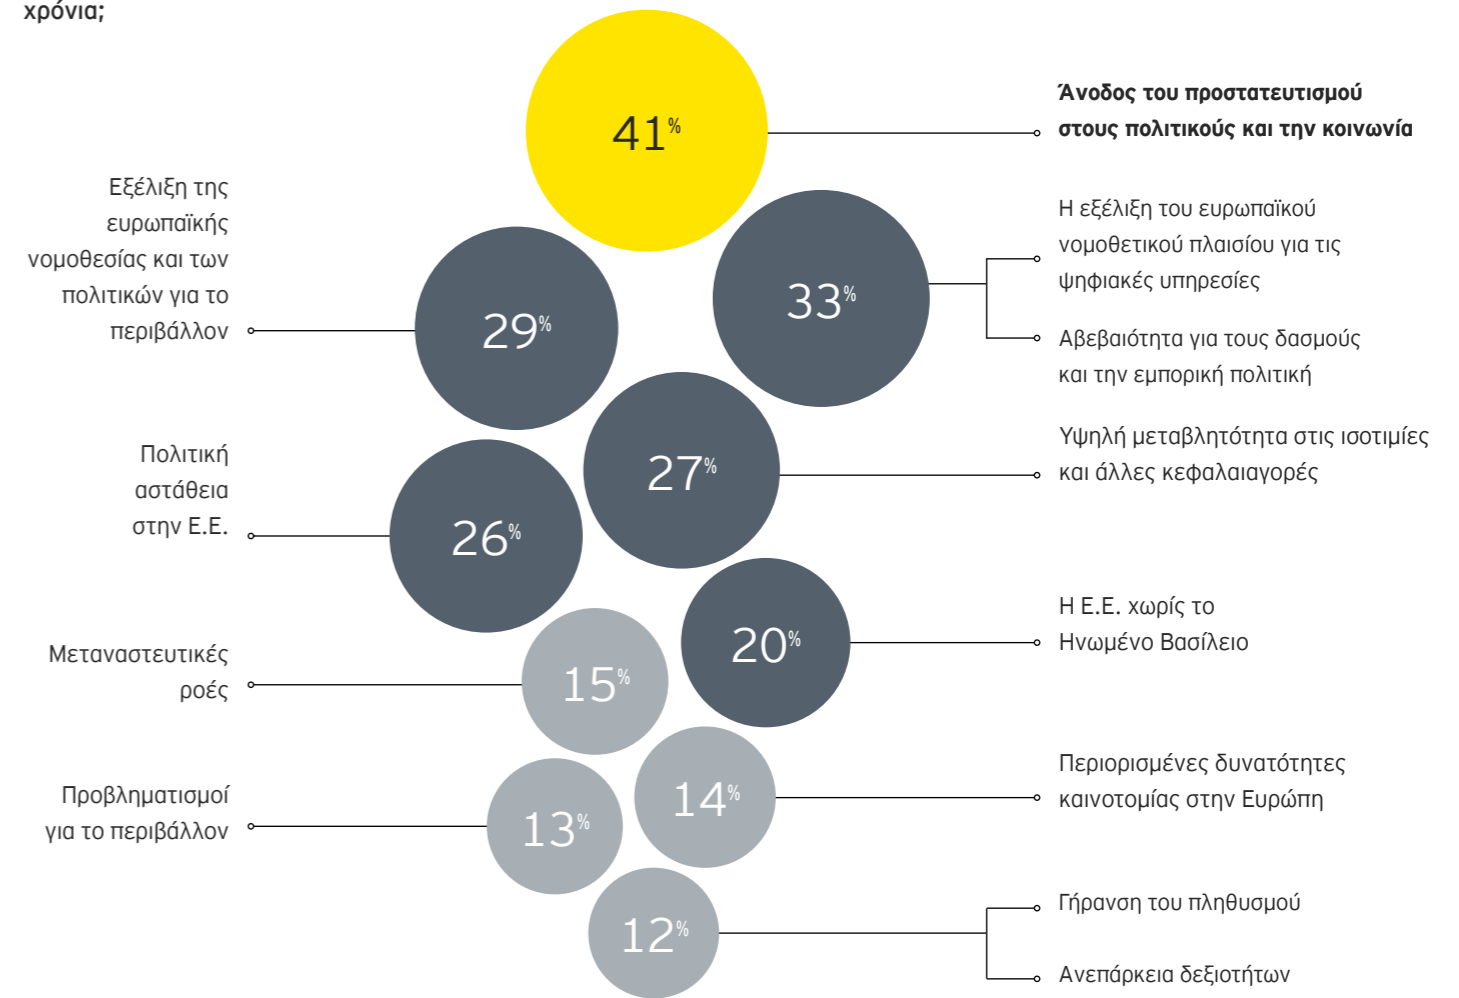 χρόνια;
41%
Άνοδος του προστατευτισμού
στους πολιτικούς και την κοινωνία
Εξέλιξη της
ευρωπαϊκής
νομοθεσίας και των
πολιτικών για το
περιβάλλον
29%
33%
Η εξέλιξη του ευρωπαϊκού
νομοθετικού πλαισίου για τις
ψηφιακές υπηρεσίες
Αβεβαιότητα για τους δασμούς
και την εμπορική πολιτική
27%
Υψηλή μεταβλητότητα στις ισοτιμίες
και άλλες κεφαλαιαγορές
Πολιτική
αστάθεια
στην Ε.Ε.
26%
20%
Η Ε.Ε. χωρίς το
Ηνωμένο Βασίλειο
Μεταναστευτικές
ροές
15%
14%
Περιορισμένες δυνατότητες
καινοτομίας στην Ευρώπη
Προβληματισμοί
για το περιβάλλον
13%
12%
Γήρανση του πληθυσμού
Ανεπάρκεια δεξιοτήτων